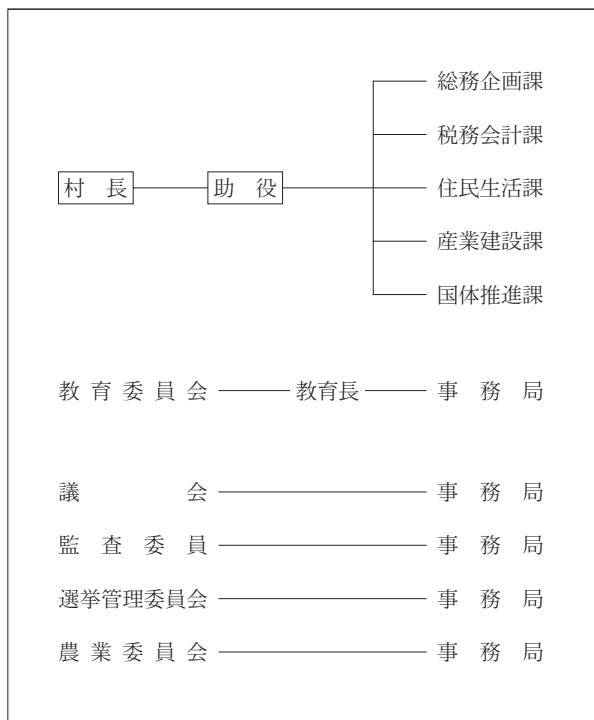 総務企画課
税務会計課
村長 助役 住民生活課
産業建設課
国体推進課
教育委員会 教育長 事務局
議会 事務局
監査委員 事務局
選挙管理委員会 事務局
農業委員会 事務局